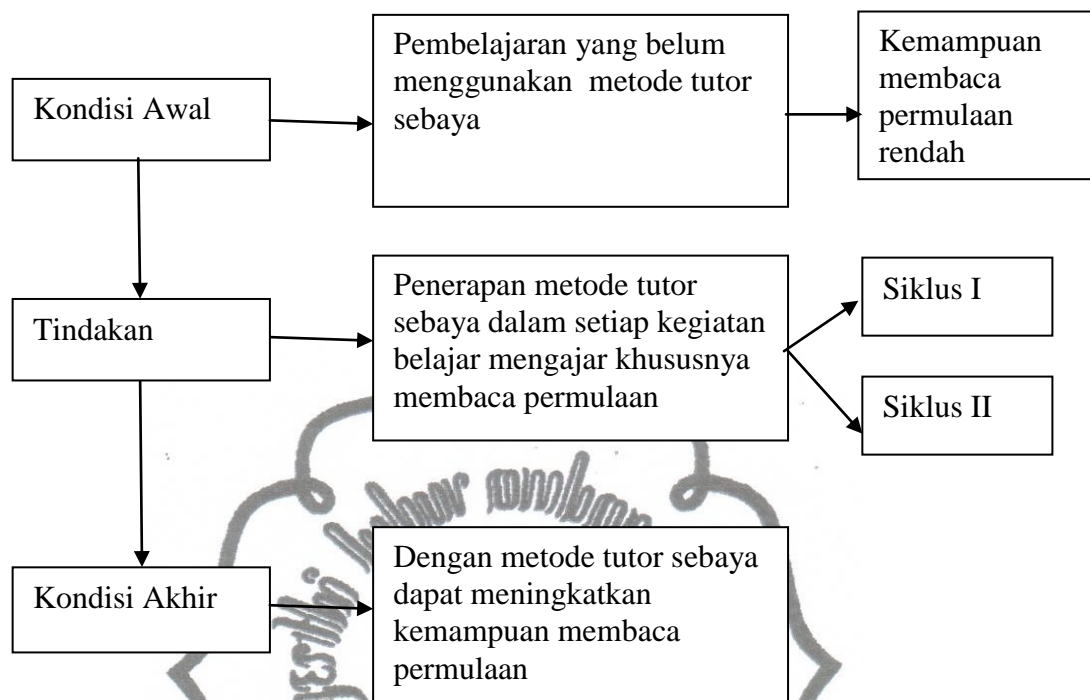 Kondisi Awal
Pembelajaran yang belum
menggunakan metode tutor
sebaya
Kemampuan
membaca
permulaan
rendah
Tindakan
Penerapan metode tutor
sebaya dalam setiap kegiatan
belajar mengajar khususnya
membaca permulaan
Siklus I
Siklus II
Kondisi Akhir
Dengan metode tutor sebaya
dapat meningkatkan
kemampuan membaca
permulaan